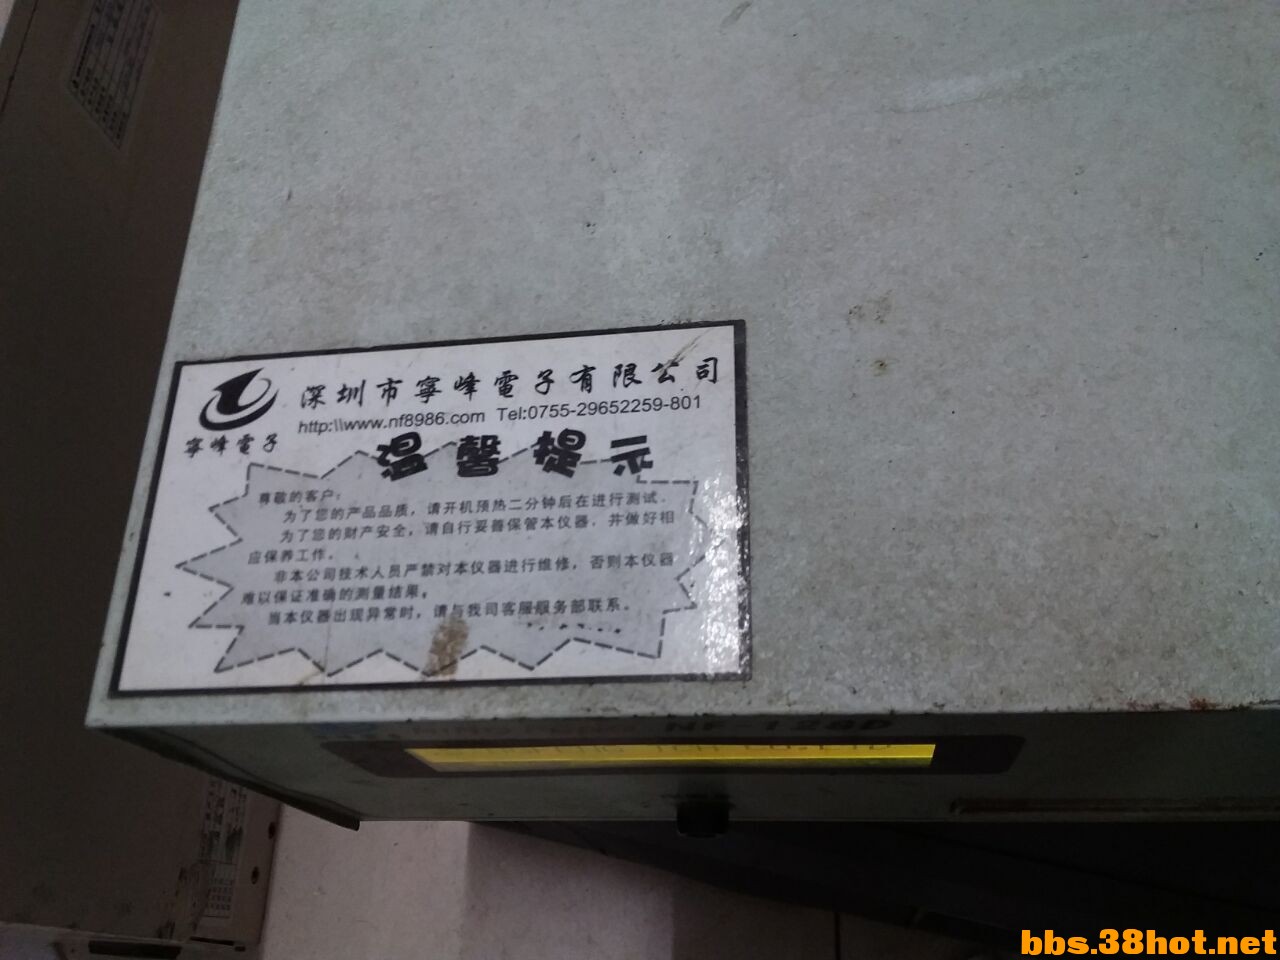 深圳市寧峰電子有限公司
http:\\www.nf8986.com Tel:0755-29652259-801
寧峰電子
温馨提示
尊敬的客户：
为了您的产品品质，请开机预热二分钟后在进行测试.
为了您的财产安全，请自行妥善保管本仪器，并做好相
应保养工作。
非本公司技术人员严禁对本仪器进行维修，否则本仪器
难以保证准确的测量结果。
当本仪器出现异常时，请与我司客服服务部联系。
bbs.38hot.net